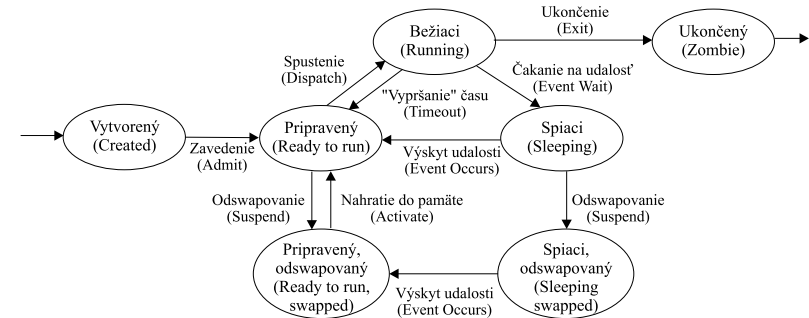 Ukončenie
(Exit)
Bežiaci
(Running)
Ukončený
(Zombie)
Spustenie
(Dispatch)
Čakanie na udalosť
(Event Wait)
"Vypršanie" času
(Timeout)
Vytvorený
(Created)
Zavedenie
(Admit)
Pripravený
(Ready to run)
Výskyt udalosti
(Event Occurs)
Spiaci
(Sleeping)
Odswapovanie
(Suspend)
Nahratie do pamäte
(Activate)
Odswapovanie
(Suspend)
Pripravený,
odswapovaný
(Ready to run,
swapped)
Výskyt udalosti
(Event Occurs)
Spiaci,
odswapovaný
(Sleeping
swapped)